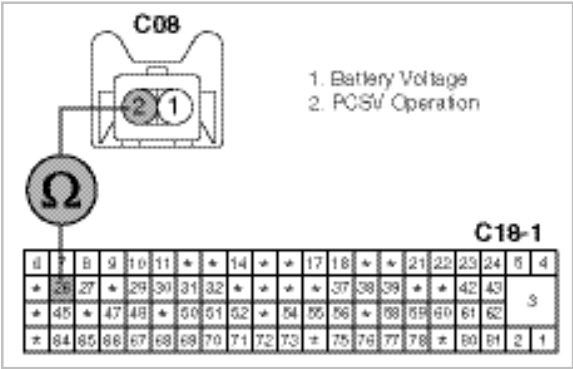 C08
2 1
1. Battery Voltage
2. PCSV Operation
Ω
C18-1
6 7 8 9 10 11 * * 14 * * 17 18 * * 21 22 23 24 5 4
* 26 27 * 29 30 31 32 * * * * 37 38 39 * * 42 43
3
* 45 * 47 48 * 50 51 52 * 54 55 56 * 58 59 60 61 62
* 64 65 66 67 68 69 70 71 72 73 * 75 76 77 78 * 80 81 2 1